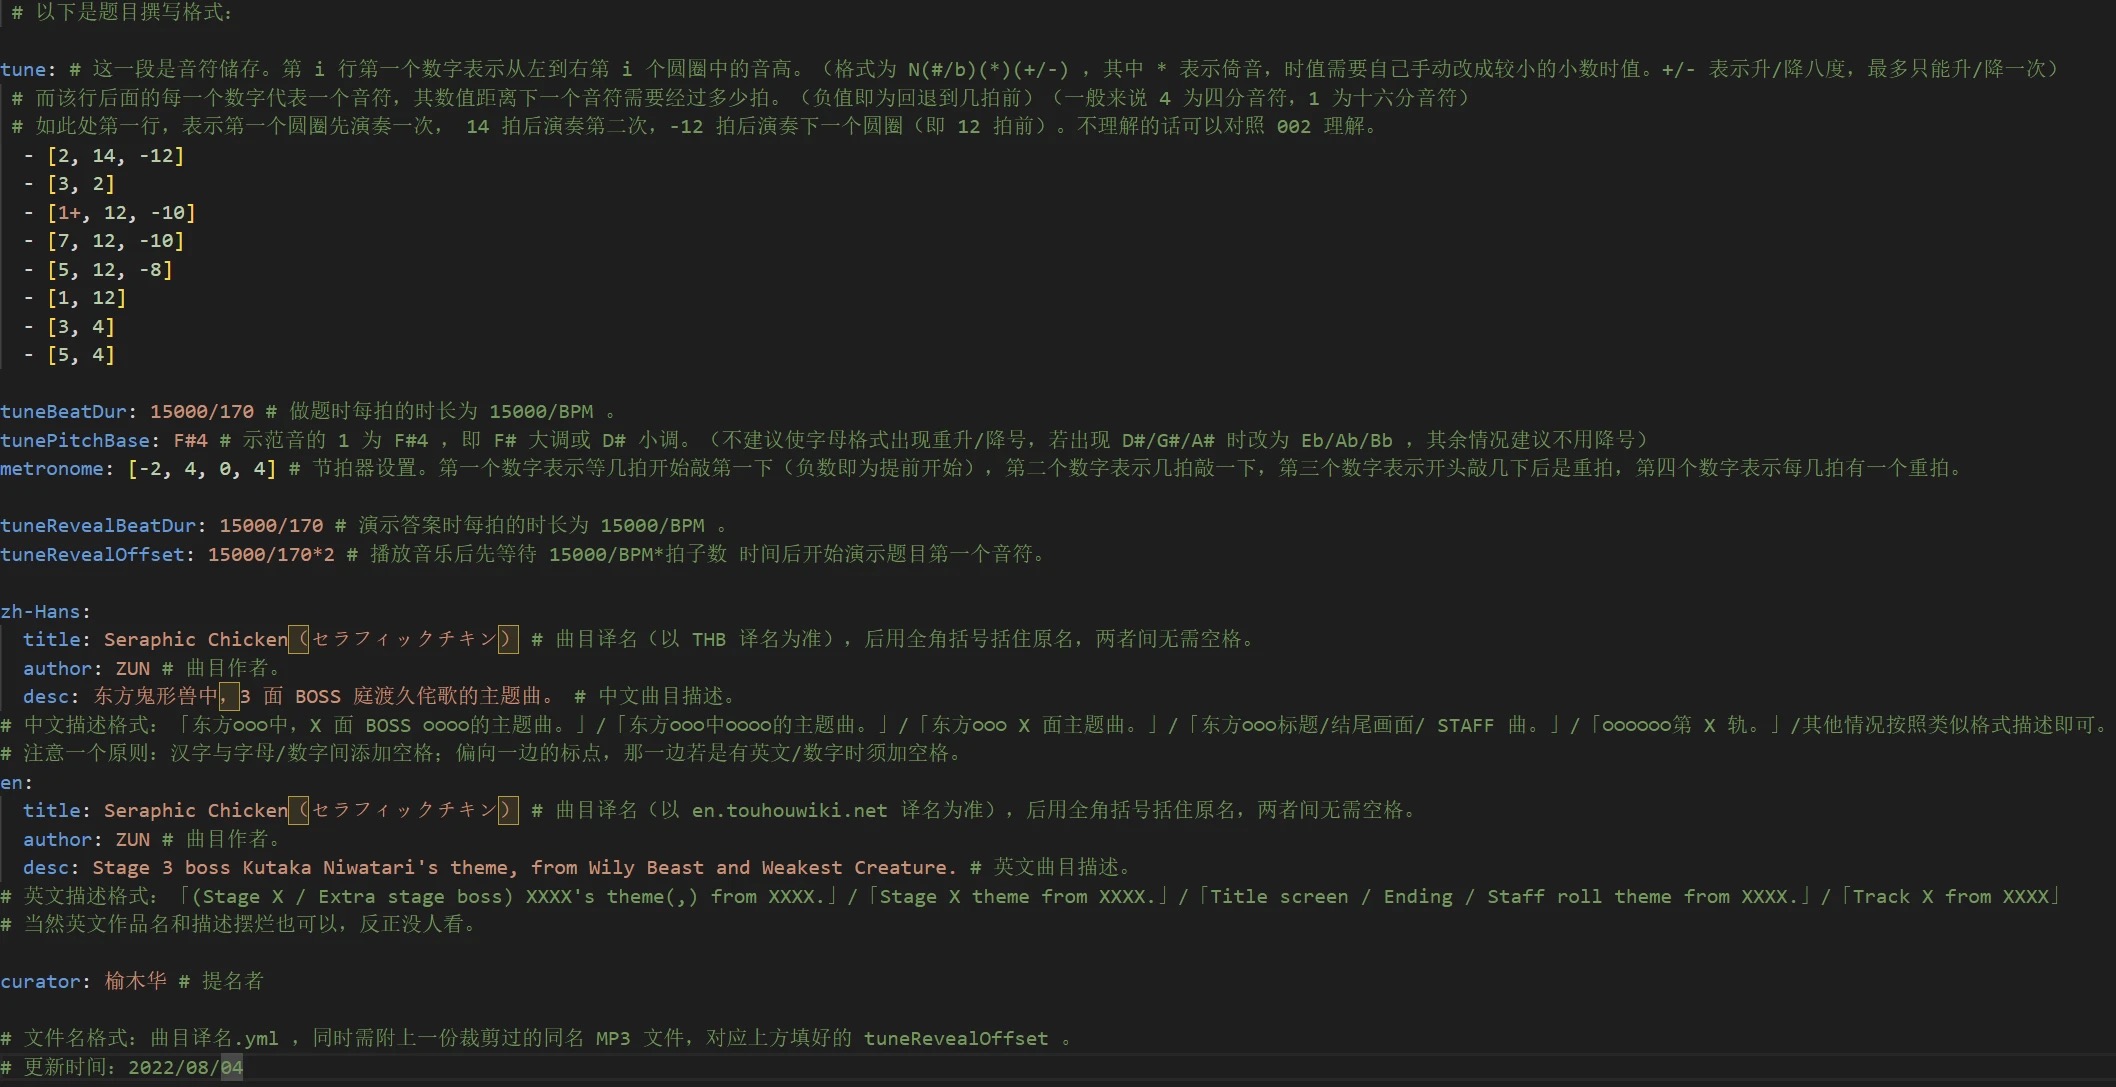 # 以下是题目撰写格式：
tune: # 这一段是音符储存。第 i 行第一个数字表示从左到右第 i 个圆圈中的音高。（格式为 N(#/b)(*)(+/-) ，其中 * 表示倚音，时值需要自己手动改成较小的小数时值。+/- 表示升/降八度，最多只能升/降一次）
# 而该行后面的每一个数字代表一个音符，其数值距离下一个音符需要经过多少拍。（负值即为回退到几拍前）（一般来说 4 为四分音符，1 为十六分音符）
# 如此处第一行，表示第一个圆圈先演奏一次， 14 拍后演奏第二次，-12 拍后演奏下一个圆圈（即 12 拍前）。不理解的话可以对照 002 理解。
- [2, 14, -12]
- [3, 2]
- [1+, 12, -10]
- [7, 12, -10]
- [5, 12, -8]
- [1, 12]
- [3, 4]
- [5, 4]
tuneBeatDur: 15000/170 # 做题时每拍的时长为 15000/BPM 。
tunePitchBase: F#4 # 示范音的 1 为 F#4 ，即 F# 大调或 D# 小调。（不建议使字母格式出现重升/降号，若出现 D#/G#/A# 时改为 Eb/Ab/Bb ，其余情况建议不用降号）
metronome: [-2, 4, 0, 4] # 节拍器设置。第一个数字表示等几拍开始敲第一下（负数即为提前开始），第二个数字表示几拍敲一下，第三个数字表示开头敲几下后是重拍，第四个数字表示每几拍有一个重拍。
tuneRevealBeatDur: 15000/170 # 演示答案时每拍的时长为 15000/BPM 。
tuneRevealOffset: 15000/170*2 # 播放音乐后先等待 15000/BPM*拍子数 时间后开始演示题目第一个音符。
zh-Hans:
title: Seraphic Chicken（セラフィックチキン） # 曲目译名（以 THB 译名为准），后用全角括号括住原名，两者间无需空格。
author: ZUN # 曲目作者。
desc: 东方鬼形兽中，3 面 BOSS 庭渡久侘歌的主题曲。 # 中文曲目描述。
# 中文描述格式：「东方○○○中，X 面 BOSS ○○○○的主题曲。」/「东方○○○中○○○○的主题曲。」/「东方○○○ X 面主题曲。」/「东方○○○标题/结尾画面/ STAFF 曲。」/「○○○○○○第 X 轨。」/其他情况按照类似格式描述即可。
# 注意一个原则：汉字与字母/数字间添加空格；偏向一边的标点，那一边若是有英文/数字时须加空格。
en:
title: Seraphic Chicken（セラフィックチキン） # 曲目译名（以 en.touhouwiki.net 译名为准），后用全角括号括住原名，两者间无需空格。
author: ZUN # 曲目作者。
desc: Stage 3 boss Kutaka Niwatari's theme, from Wily Beast and Weakest Creature. # 英文曲目描述。
# 英文描述格式：「(Stage X / Extra stage boss) XXXX's theme(,) from XXXX.」/「Stage X theme from XXXX.」/「Title screen / Ending / Staff roll theme from XXXX.」/「Track X from XXXX」
# 当然英文作品名和描述摆烂也可以，反正没人看。
curator: 榆木华 # 提名者
# 文件名格式：曲目译名.yml ，同时需附上一份裁剪过的同名 MP3 文件，对应上方填好的 tuneRevealOffset 。
# 更新时间：2022/08/04